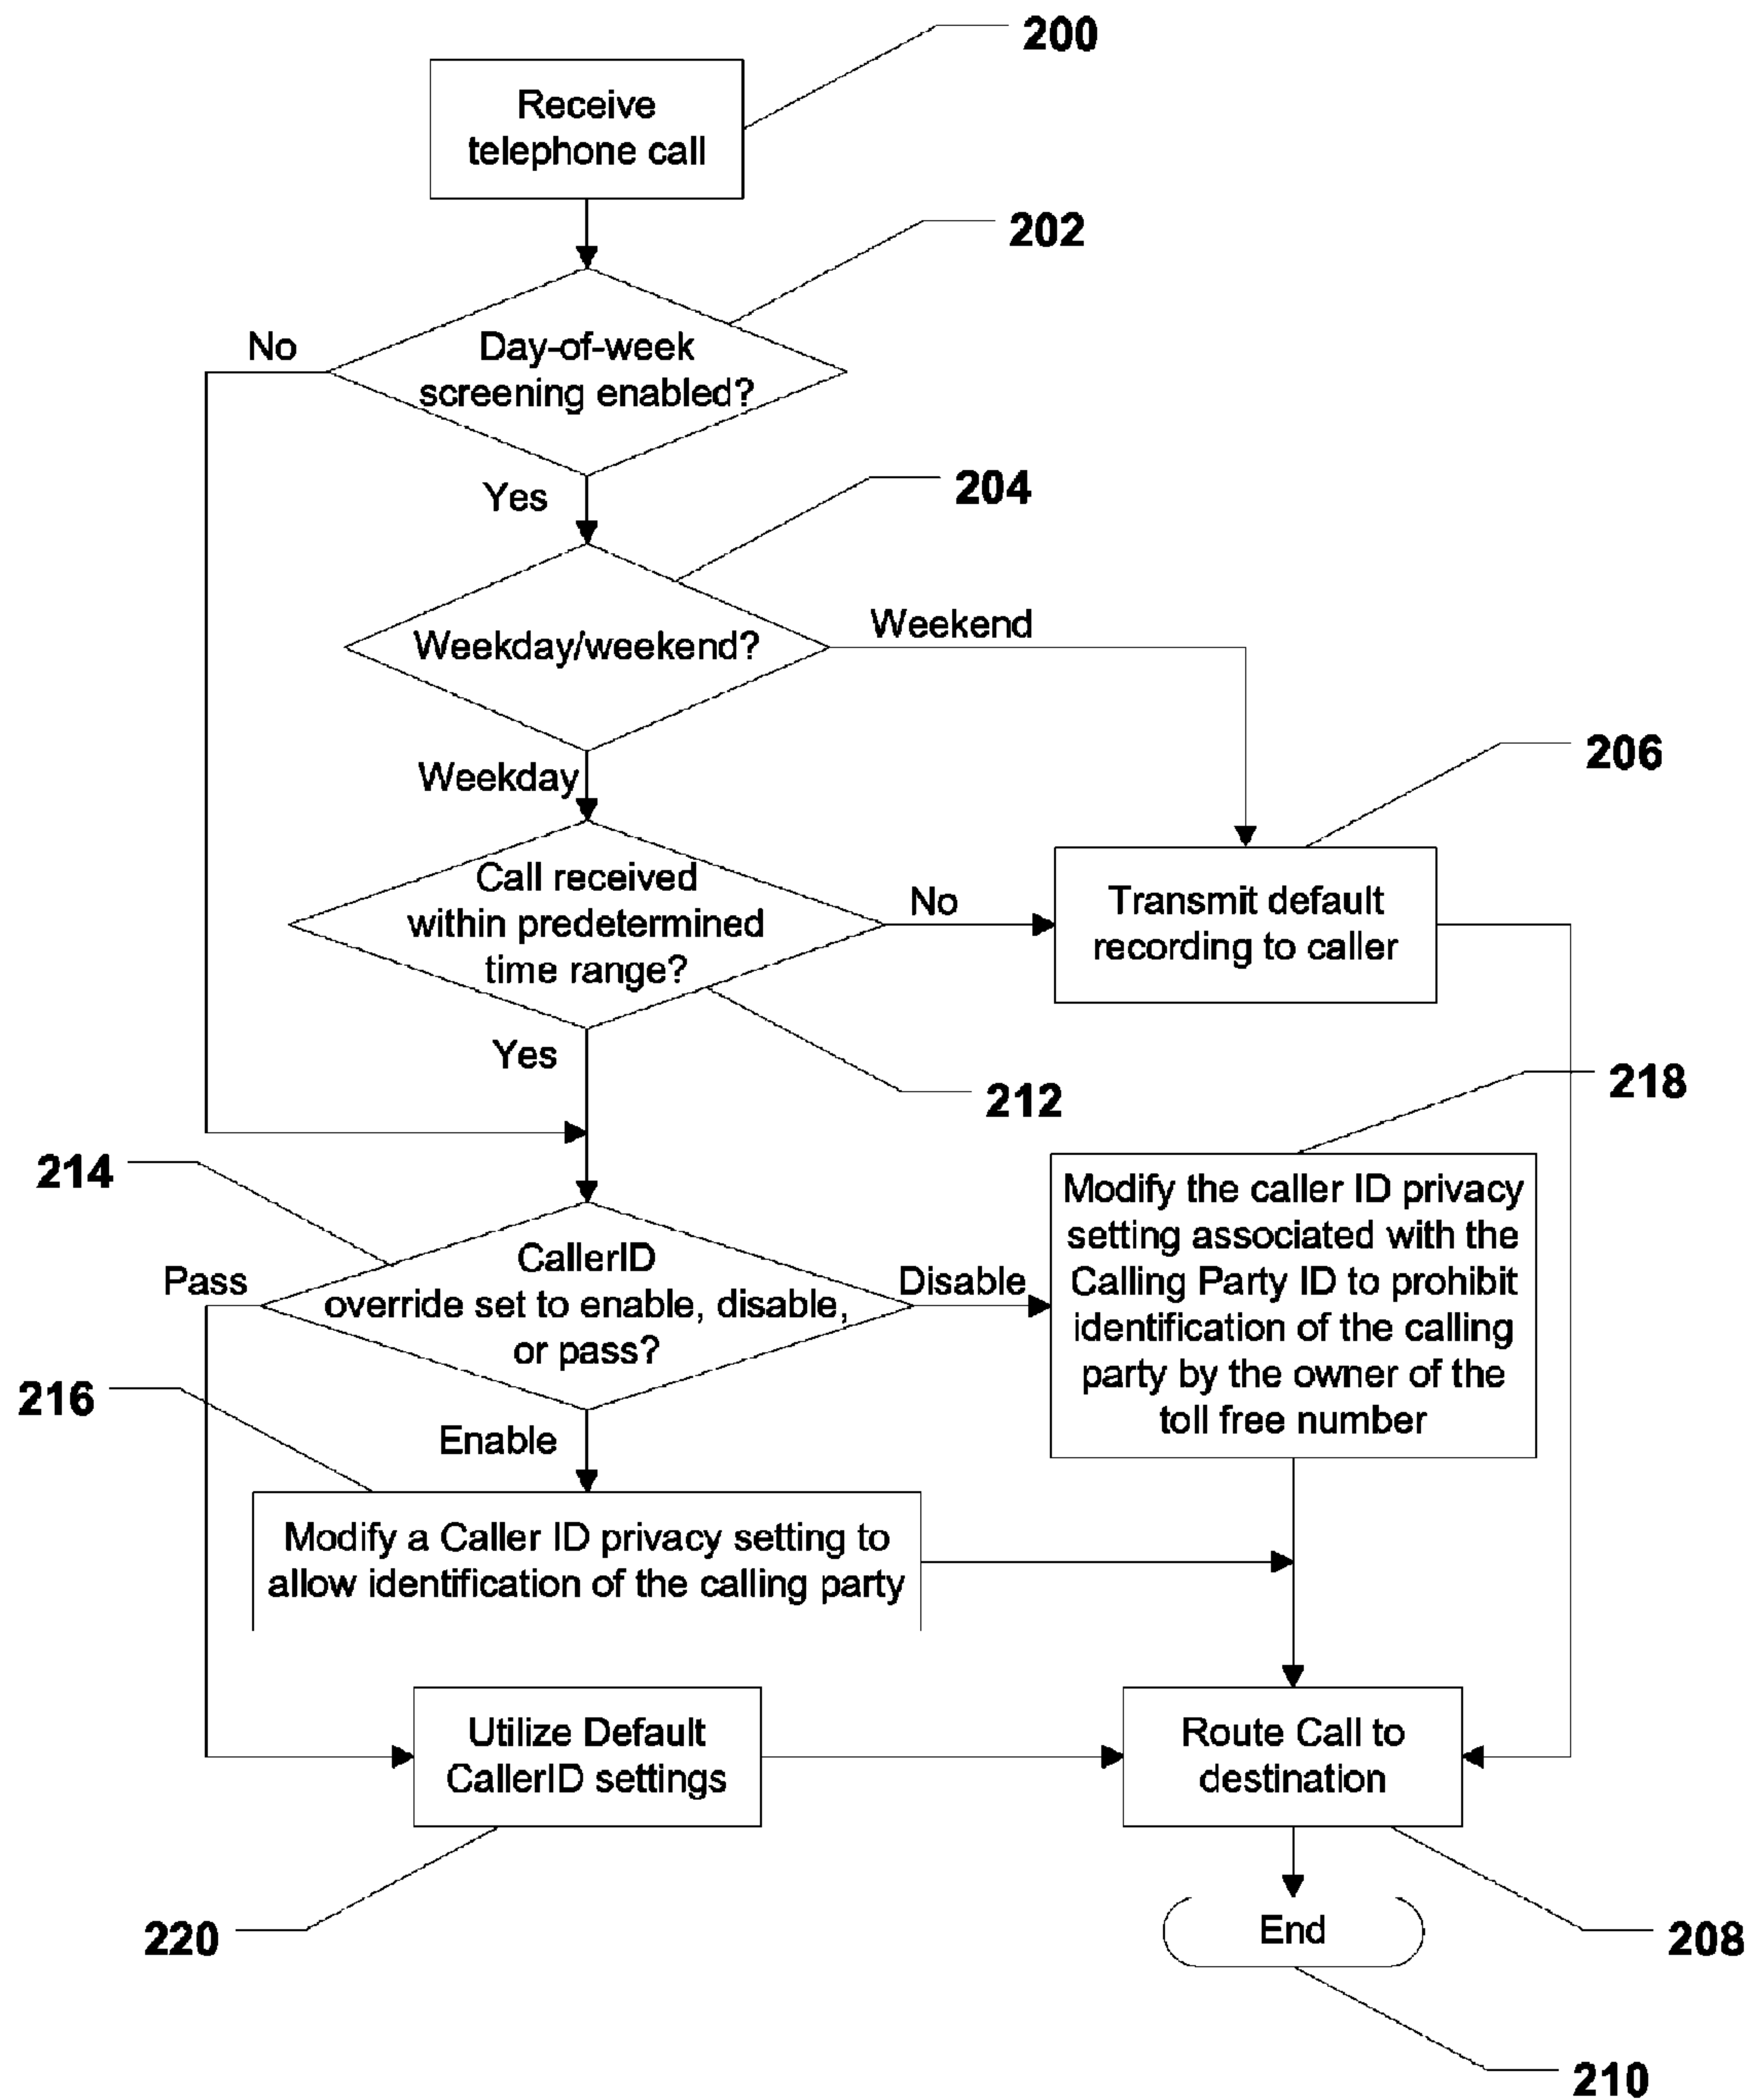 200
Receive
telephone call
202
No
Day-of-week
screening enabled?
Yes
204
Weekday/weekend?
Weekend
Weekday
206
Call received
within predetermined
time range?
No
Transmit default
recording to caller
Yes
212
218
214
Pass
CallerID
override set to enable, disable,
or pass?
Disable
Modify the caller ID privacy
setting associated with the
Calling Party ID to prohibit
identification of the calling
party by the owner of the
toll free number
216
Enable
Modify a Caller ID privacy setting to
allow identification of the calling party
Utilize Default
CallerID settings
Route Call to
destination
220
End
208
210